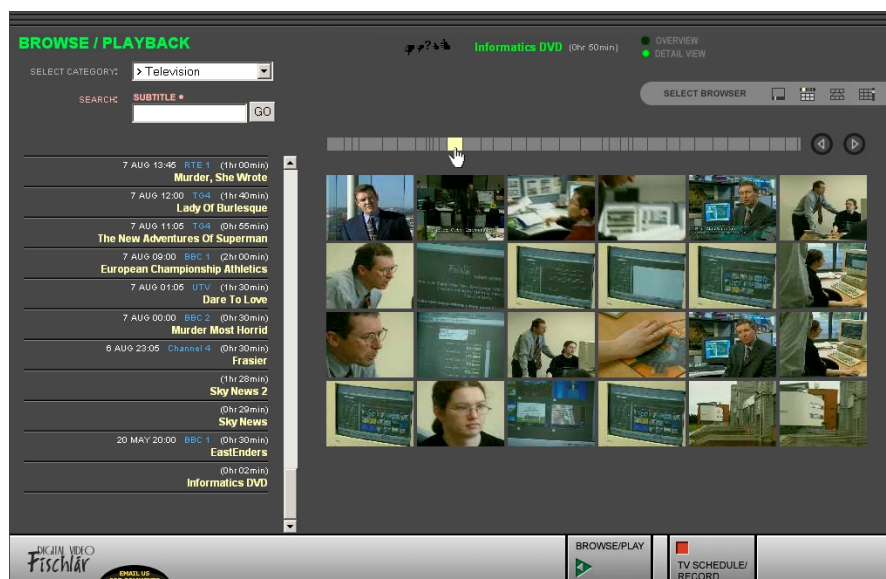 BROWSE / PLAYBACK
Informatics DVD (0hr 50min)
OVERVIEW
DETAIL VIEW
SELECT CATEGORY: > Television
SELECT BROWSER
SEARCH: SUBTITLE •
GO
7 AUG 13:45 RTE 1 (1hr 00min)
Murder, She Wrote
7 AUG 12:00 TG4 (1hr 40min)
Lady Of Burlesque
7 AUG 11:05 TG4 (0hr 55min)
The New Adventures Of Superman
7 AUG 09:00 BBC 1 (2hr 00min)
European Championship Athletics
7 AUG 01:05 UTV (1hr 30min)
Dare To Love
7 AUG 00:00 BBC 2 (0hr 30min)
Murder Most Horrid
6 AUG 23:05 Channel 4 (0hr 30min)
Frasier
(1hr 28min)
Sky News 2
(0hr 29min)
Sky News
20 MAY 20:00 BBC 1 (0hr 30min)
EastEnders
(0hr 02min)
Informatics DVD
DIGITAL VIDEO
Físchlár
EMAIL US
BROWSE/PLAY
TV SCHEDULE/
RECORD